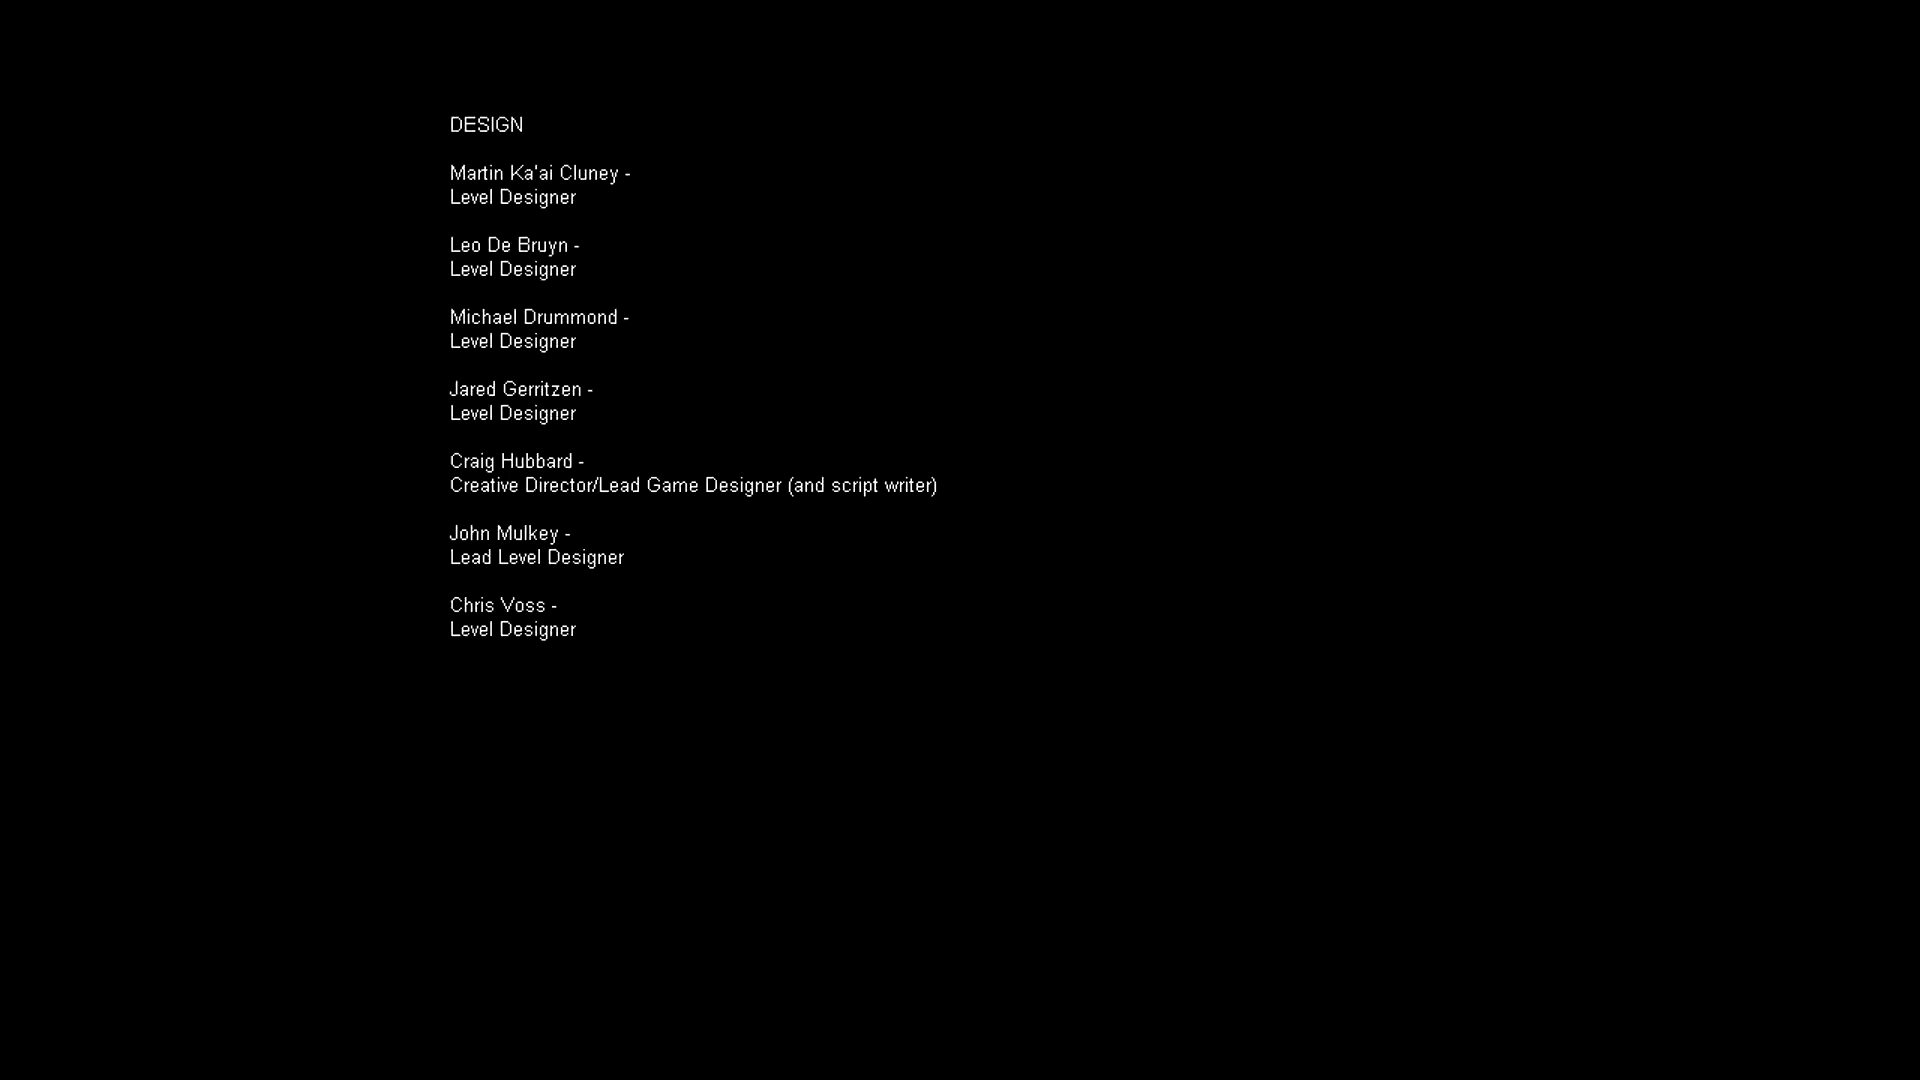 DESIGN
Martin Ka'ai Cluney -
Level Designer
Leo De Bruyn -
Level Designer
Michael Drummond -
Level Designer
Jared Gerritzen -
Level Designer
Craig Hubbard -
Creative Director/Lead Game Designer (and script writer)
John Mulkey -
Lead Level Designer
Chris Voss -
Level Designer